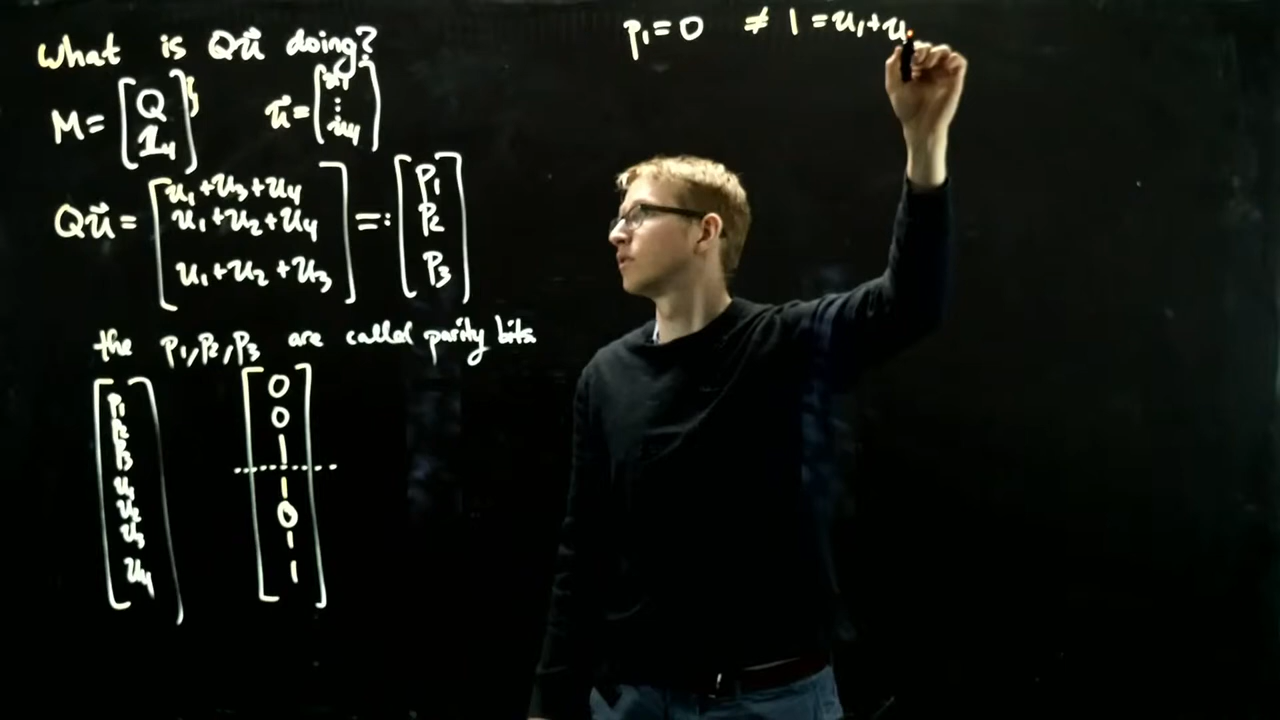 What is Qu⃗ doing?
M = [Q 𝟙₄]
u⃗ = [u₁ ⋮ u₄]
Qu⃗ = [u₁+u₃+u₄
u₁+u₂+u₄
u₁+u₂+u₃] =: [p₁ p₂ p₃]
the p₁, p₂, p₃ are called parity bits
[p₁ p₂ p₃ u₁ u₂ u₃ u₄]
[0 0 1 1 0 1 1]
p₁ = 0 ≠ 1 = u₁+u